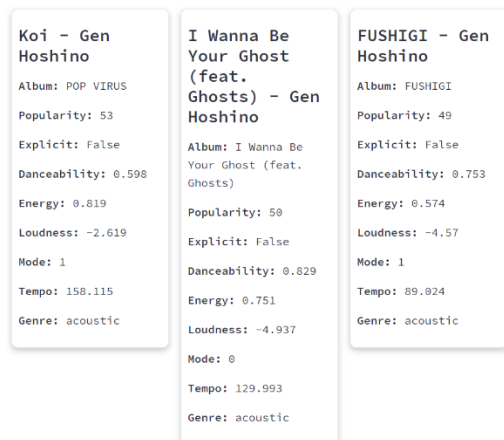 Koi - Gen
Hoshino
Album: POP VIRUS
Popularity: 53
Explicit: False
Danceability: 0.598
Energy: 0.819
Loudness: -2.619
Mode: 1
Tempo: 158.115
Genre: acoustic
I Wanna Be
Your Ghost
(feat.
Ghosts) - Gen
Hoshino
Album: I Wanna Be
Your Ghost (feat.
Ghosts)
Popularity: 50
Explicit: False
Danceability: 0.829
Energy: 0.751
Loudness: -4.937
Mode: 0
Tempo: 129.993
Genre: acoustic
FUSHIGI - Gen
Hoshino
Album: FUSHIGI
Popularity: 49
Explicit: False
Danceability: 0.753
Energy: 0.574
Loudness: -4.57
Mode: 1
Tempo: 89.024
Genre: acoustic